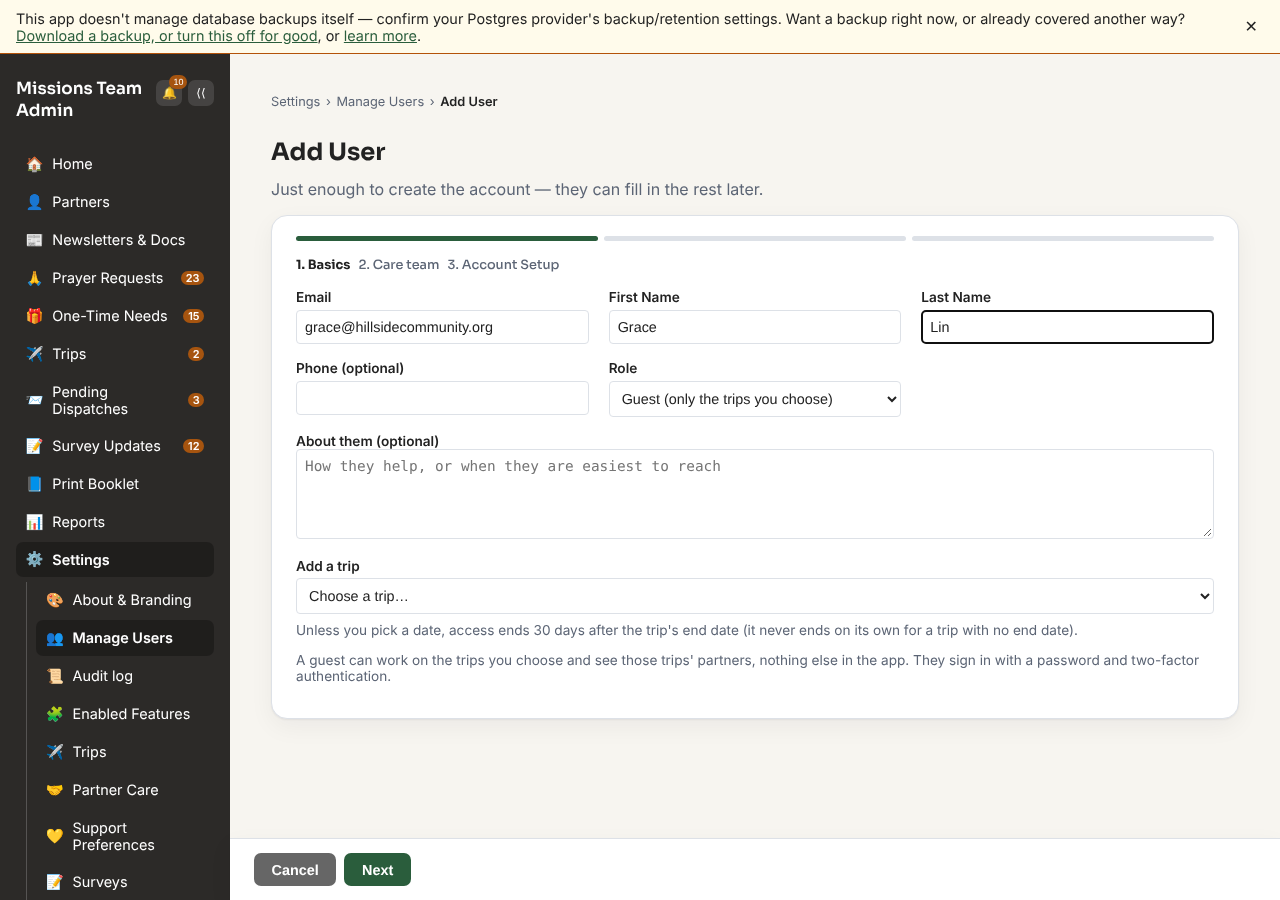 This app doesn't manage database backups itself — confirm your Postgres provider's backup/retention settings. Want a backup right now, or already covered another way?
Download a backup, or turn this off for good, or learn more.
✕
Missions Team
Admin
10
⟨⟨
Home
Partners
Newsletters & Docs
Prayer Requests 23
One-Time Needs 15
Trips 2
Pending
Dispatches 3
Survey Updates 12
Print Booklet
Reports
Settings
About & Branding
Manage Users
Audit log
Enabled Features
Trips
Partner Care
Support
Preferences
Surveys
Settings › Manage Users › Add User
Add User
Just enough to create the account — they can fill in the rest later.
1. Basics 2. Care team 3. Account Setup
Email First Name Last Name
grace@hillsidecommunity.org Grace Lin
Phone (optional) Role
Guest (only the trips you choose)
About them (optional)
How they help, or when they are easiest to reach
Add a trip
Choose a trip…
Unless you pick a date, access ends 30 days after the trip's end date (it never ends on its own for a trip with no end date).
A guest can work on the trips you choose and see those trips' partners, nothing else in the app. They sign in with a password and two-factor
authentication.
Cancel Next